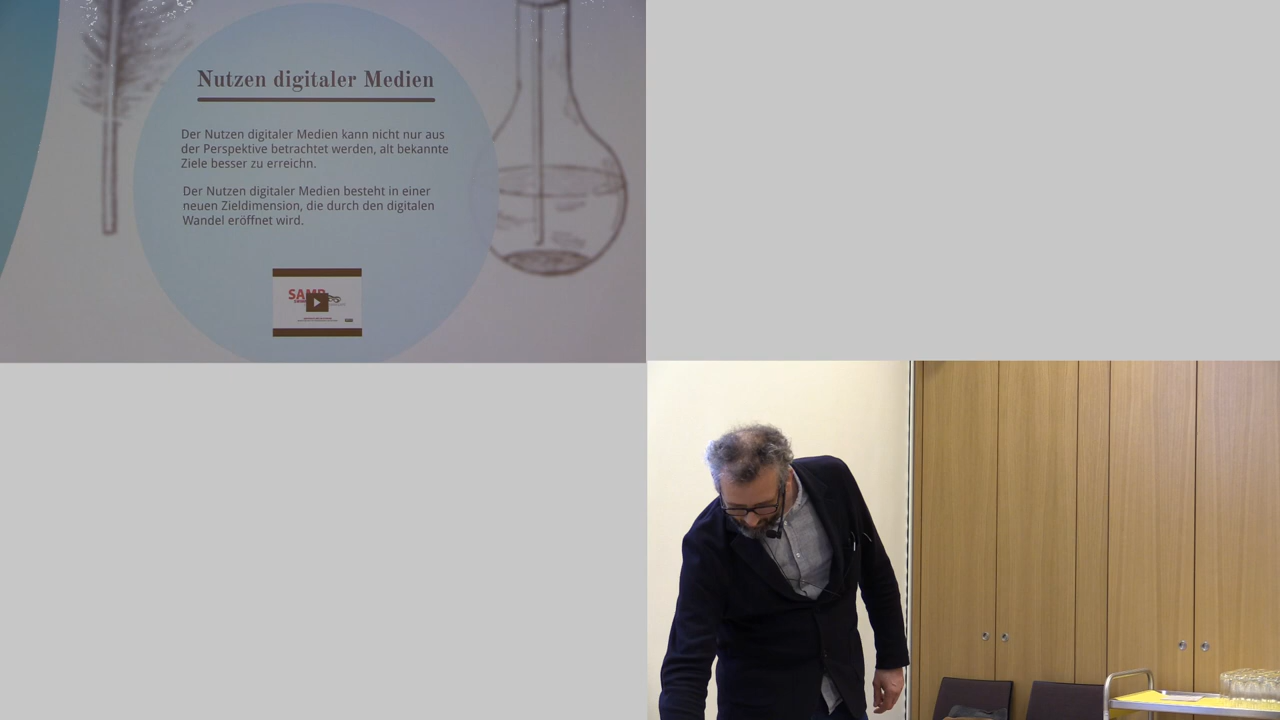 Nutzen digitaler Medien
Der Nutzen digitaler Medien kann nicht nur aus
der Perspektive betrachtet werden, alt bekannte
Ziele besser zu erreichn.
Der Nutzen digitaler Medien besteht in einer
neuen Zieldimension, die durch den digitalen
Wandel eröffnet wird.
SAMR